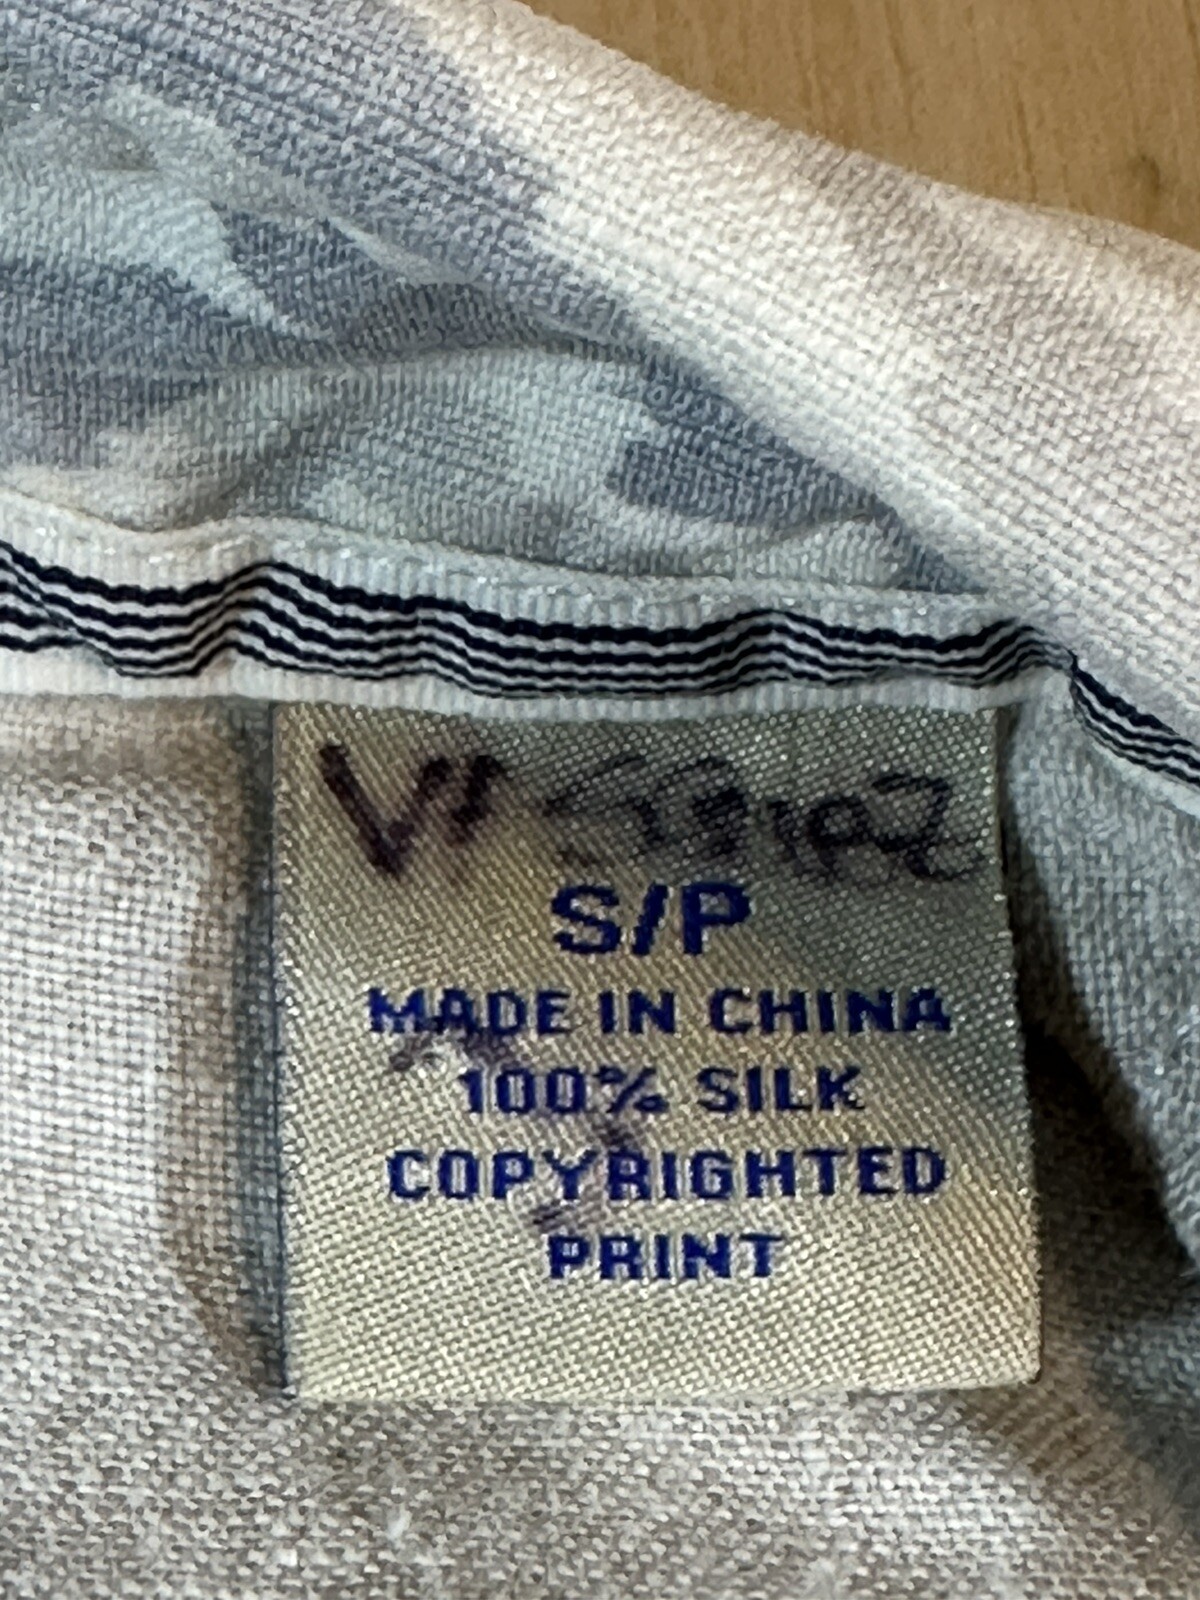 S/P
MADE IN CHINA
100% SILK
COPYRIGHTED
PRINT